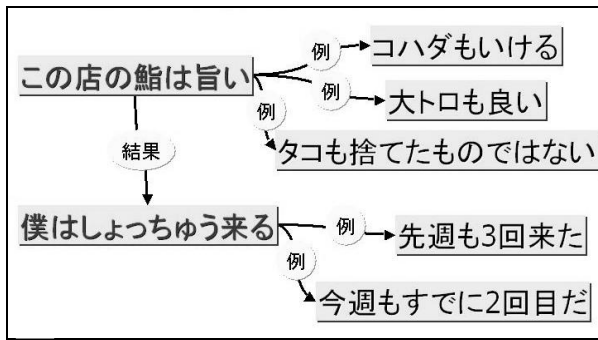 例
コハダもいける
この店の鮨は旨い
例
大トロも良い
例
タコも捨てたものではない
結果
僕はしょっちゅう来る
例
先週も3回来た
例
今週もすでに2回目だ